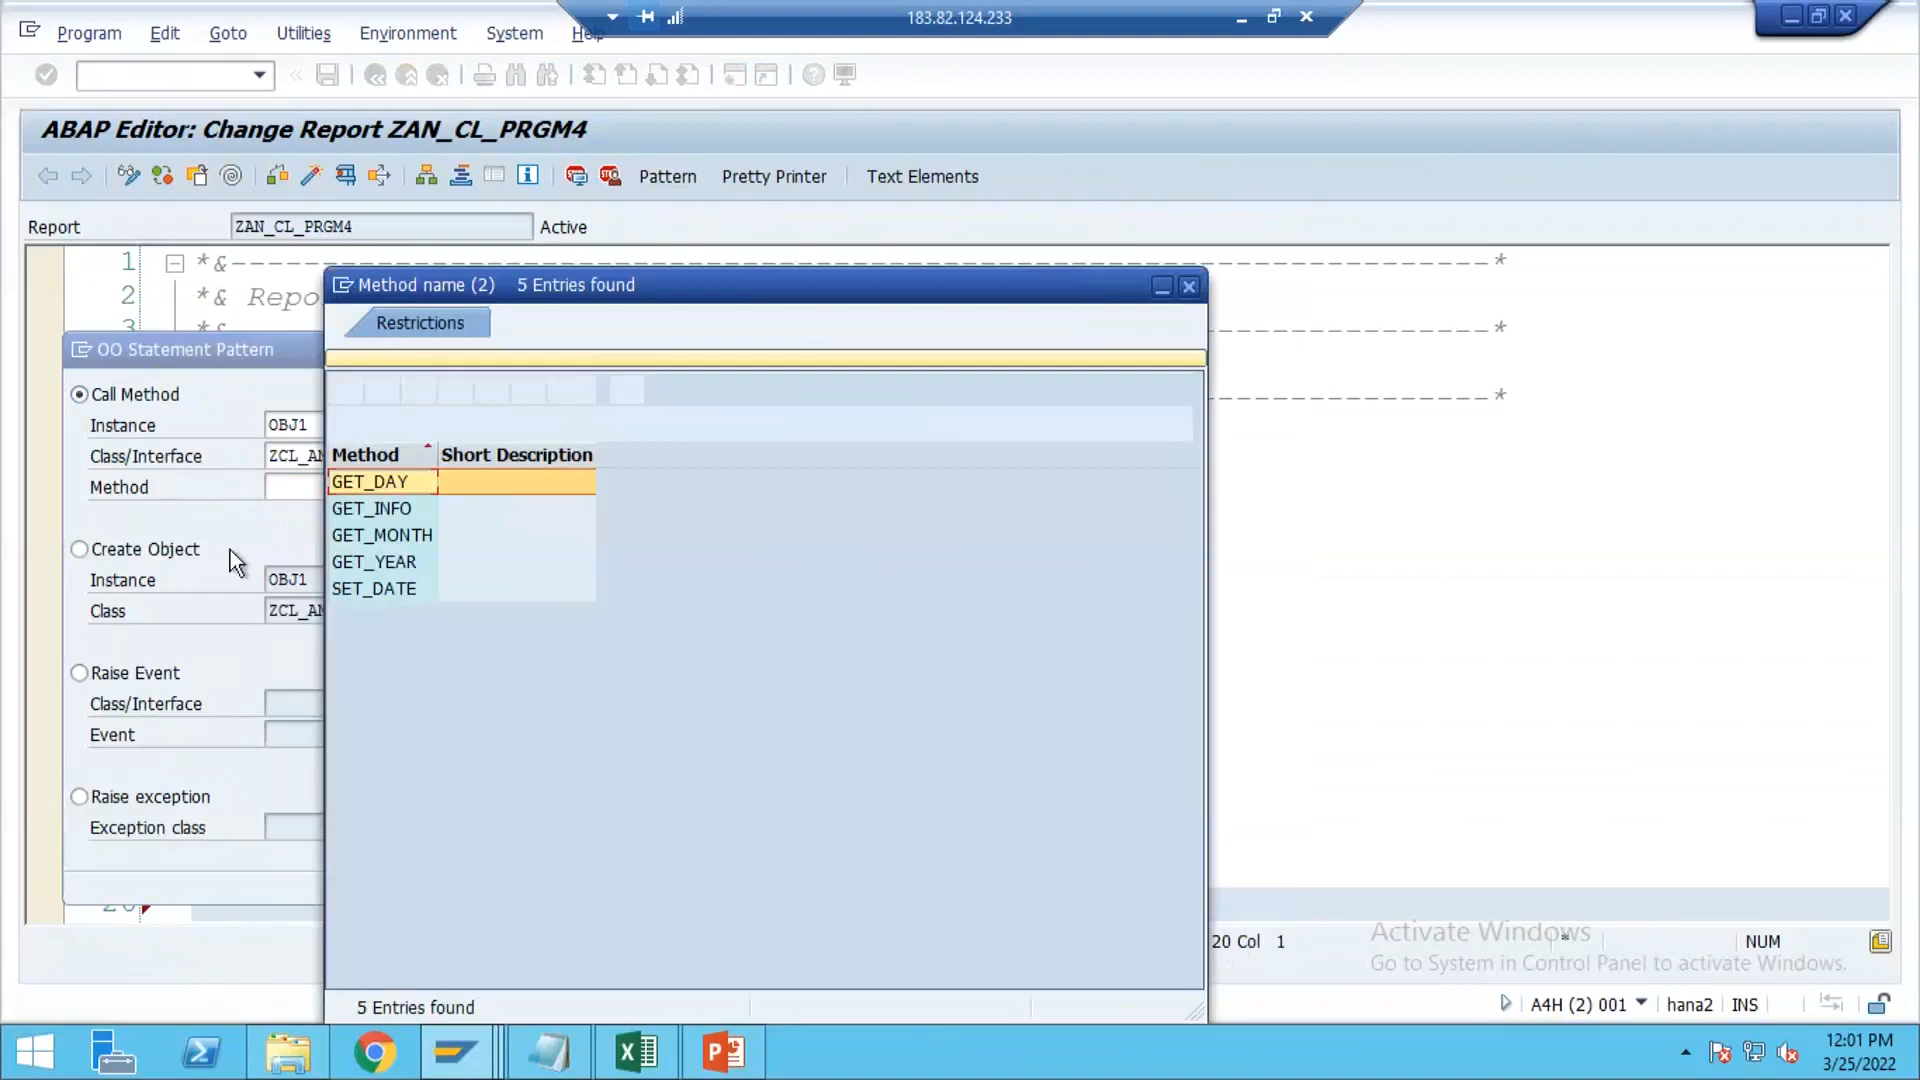 183.82.124.233
Program Edit Goto Utilities Environment System Help
ABAP Editor: Change Report ZAN_CL_PRGM4
Pattern Pretty Printer Text Elements
Report ZAN_CL_PRGM4 Active
1 *&---------------------------------------------------------------------*
2 *& Repo
3 *&
Method name (2) 5 Entries found
Restrictions
OO Statement Pattern
Call Method
Instance OBJ1
Class/Interface ZCL_AN
Method
Create Object
Instance OBJ1
Class ZCL_AN
Raise Event
Class/Interface
Event
Raise exception
Exception class
Method Short Description
GET_DAY
GET_INFO
GET_MONTH
GET_YEAR
SET_DATE
5 Entries found
20 Col 1
* NUM
Activate Windows
Go to System in Control Panel to activate Windows.
A4H (2) 001 hana2 INS
12:01 PM
3/25/2022